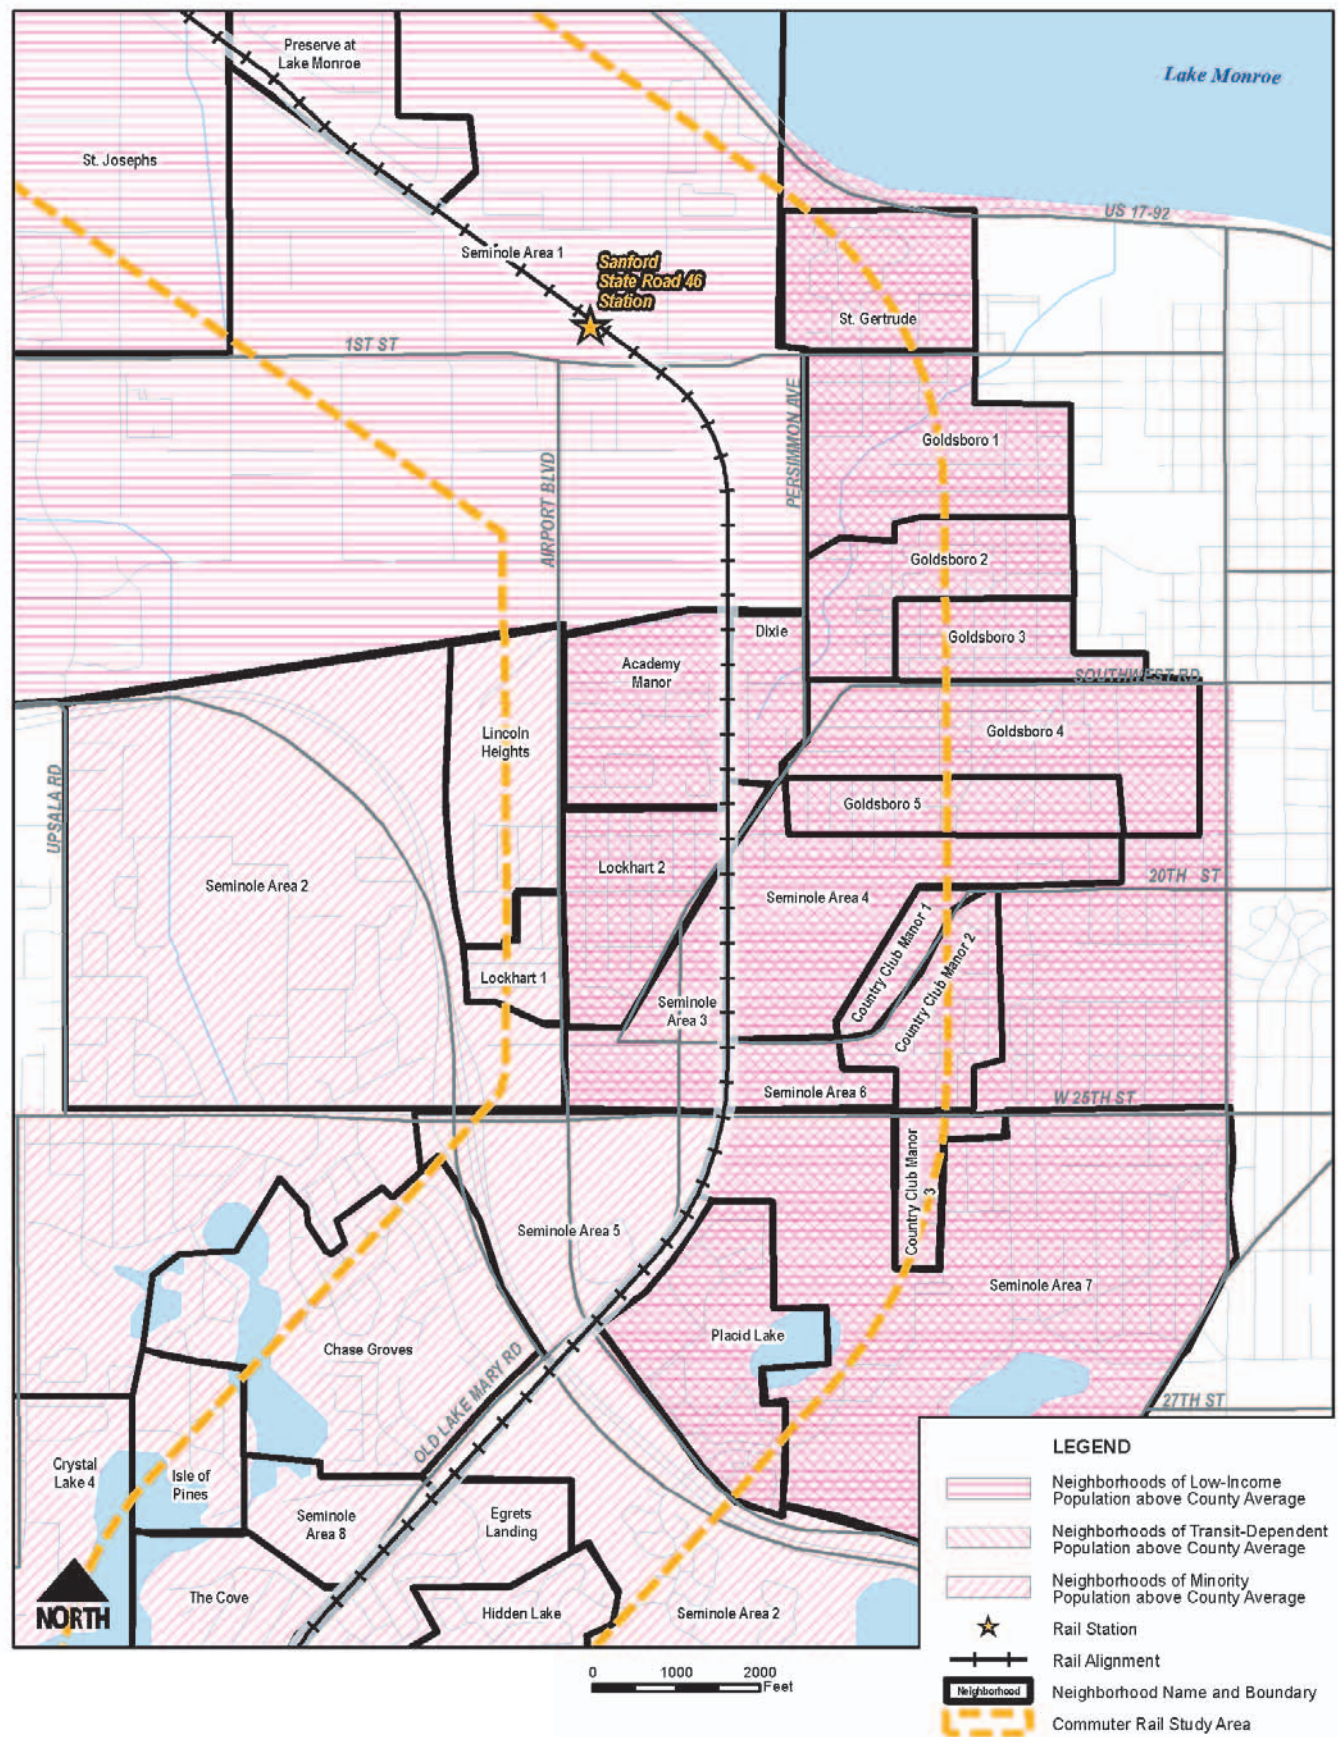 Preserve at
Lake Monroe
Lake Monroe
St. Josephs
US 17-92
Seminole Area 1
Sanford
State Road 46
Station
St. Gertrude
1ST ST
PERSIMMON AVE
Goldsboro 1
AIRPORT BLVD
Goldsboro 2
Dixie
Goldsboro 3
Academy
Manor
SOUTHWEST RD
Lincoln
Heights
Goldsboro 4
UPSALA RD
Goldsboro 5
Lockhart 2
20TH ST
Seminole Area 2
Seminole Area 4
Country Club Manor 1
Country Club Manor 2
Lockhart 1
Seminole
Area 3
Seminole Area 6
W 25TH ST
Country Club Manor
3
Seminole Area 5
Seminole Area 7
Placid Lake
Chase Groves
OLD LAKE MARY RD
27TH ST
Crystal
Lake 4
Isle of
Pines
Seminole
Area 8
Egrets
Landing
The Cove
Hidden Lake
Seminole Area 2
NORTH
0 1000 2000
Feet
LEGEND
Neighborhoods of Low-Income
Population above County Average
Neighborhoods of Transit-Dependent
Population above County Average
Neighborhoods of Minority
Population above County Average
Rail Station
Rail Alignment
Neighborhood
Neighborhood Name and Boundary
Commuter Rail Study Area